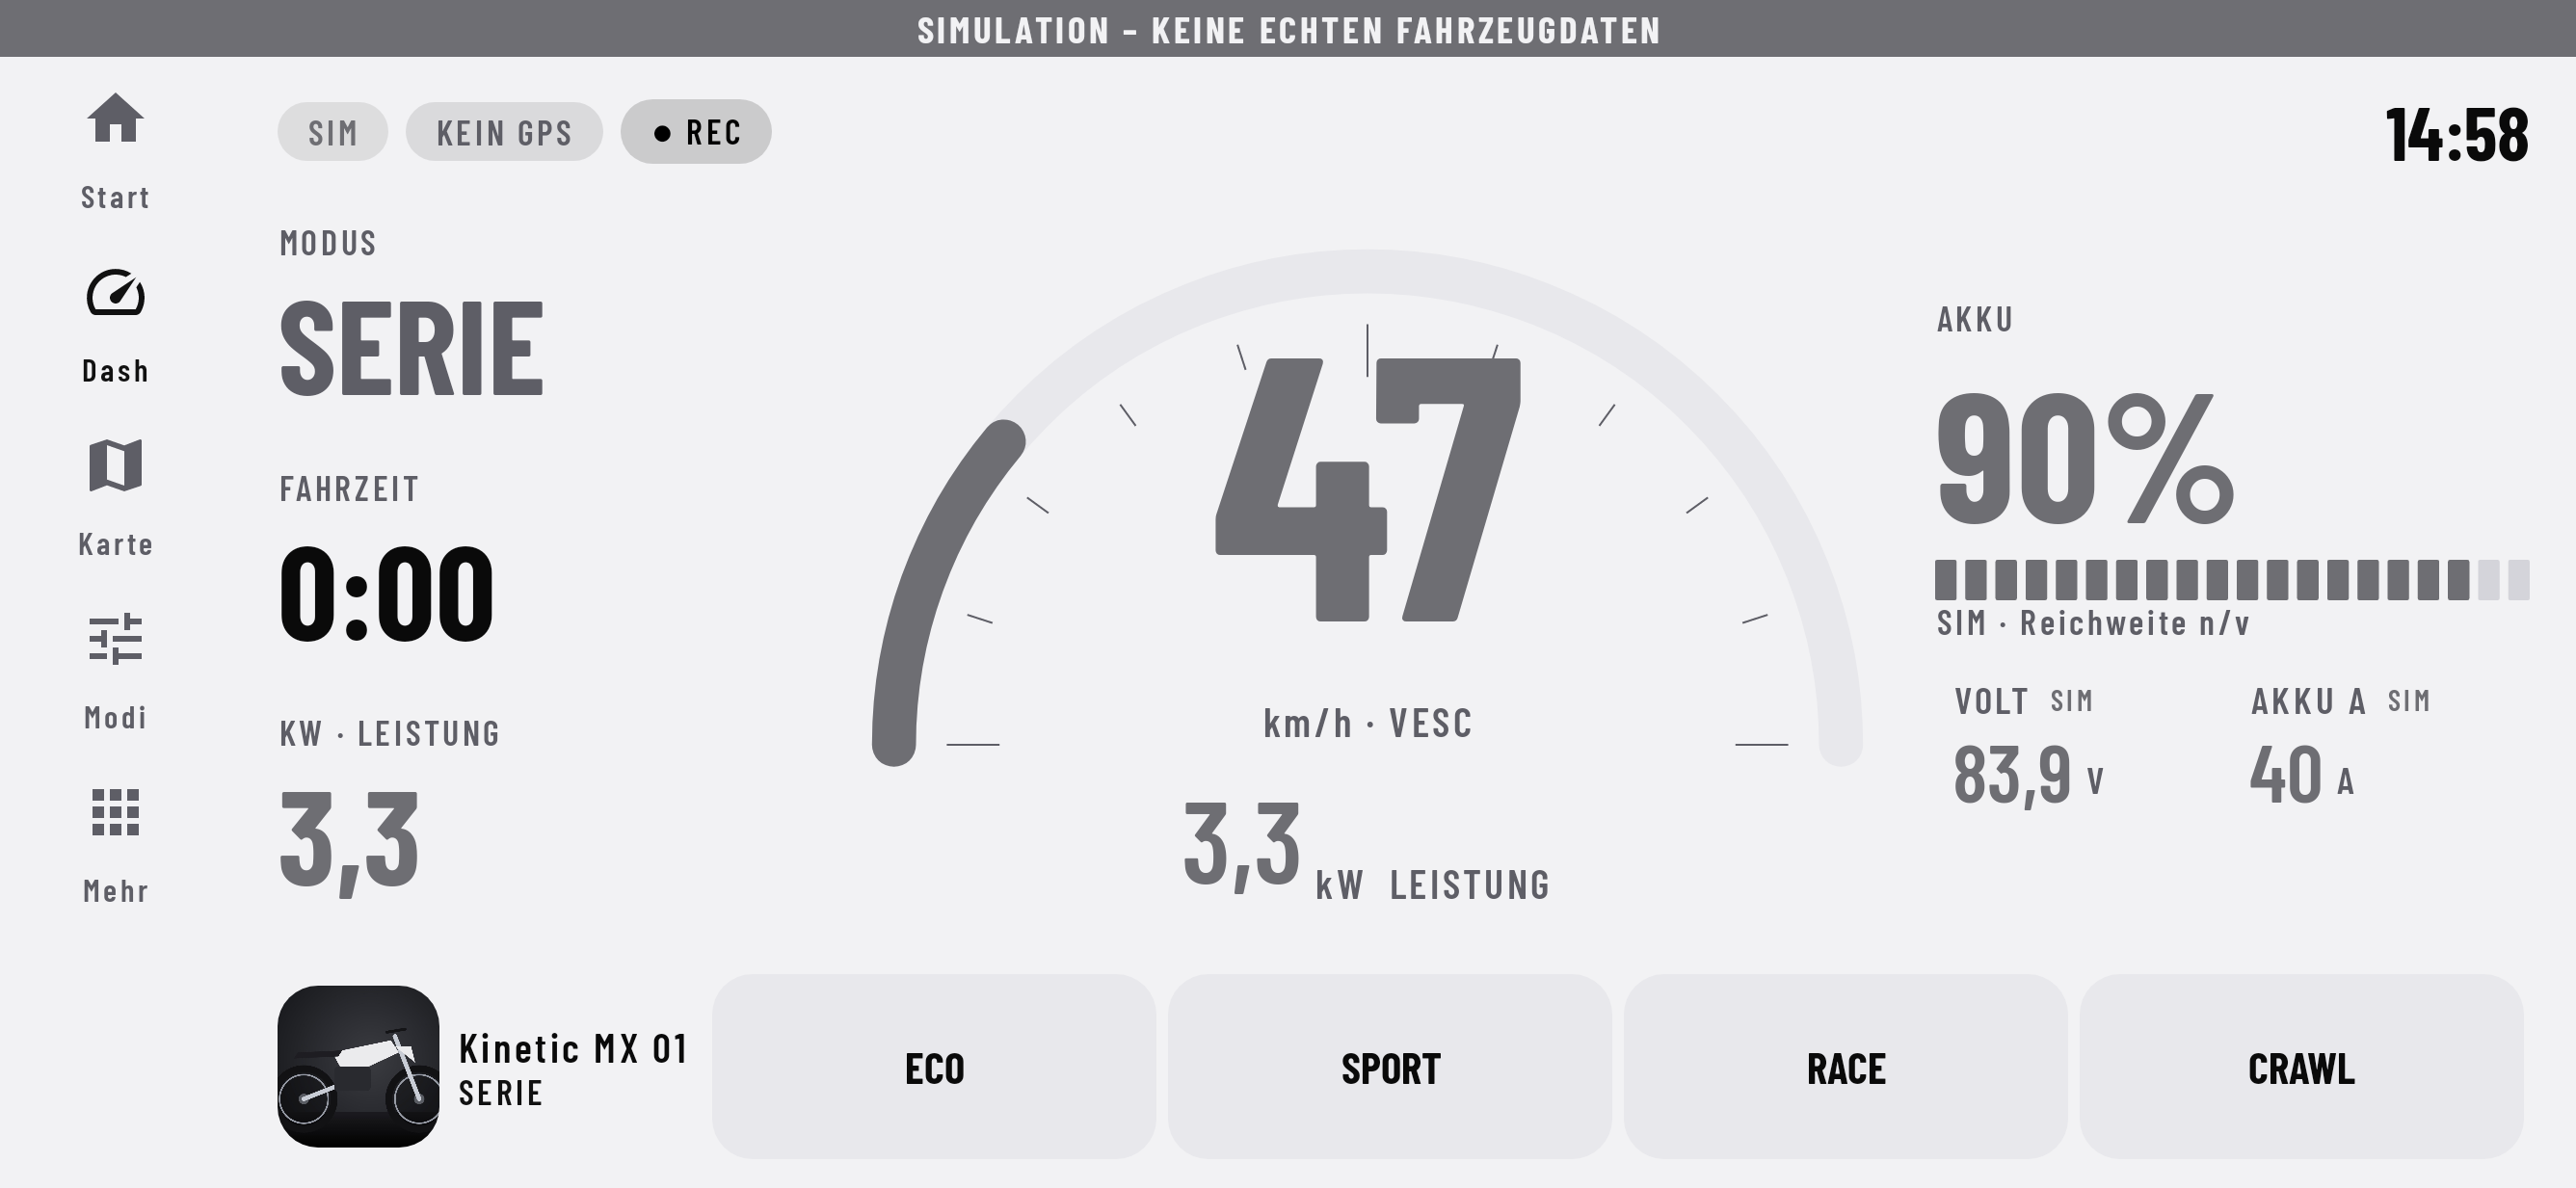 SIMULATION – KEINE ECHTEN FAHRZEUGDATEN
SIM
KEIN GPS
● REC
14:58
Start
Dash
Karte
Modi
Mehr
MODUS
SERIE
FAHRZEIT
0:00
KW · LEISTUNG
3,3
47
km/h · VESC
3,3 kW LEISTUNG
AKKU
90%
SIM · Reichweite n/v
VOLT SIM
83,9 V
AKKU A SIM
40 A
Kinetic MX 01
SERIE
ECO
SPORT
RACE
CRAWL